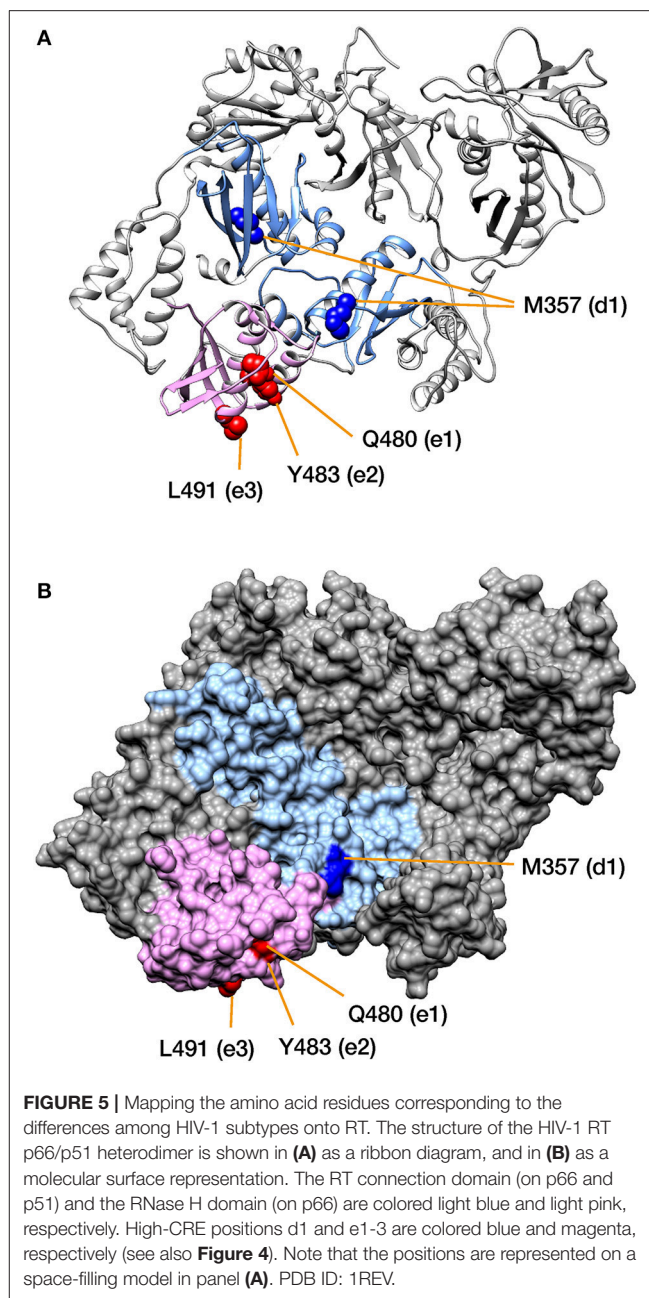 A
M357 (d1)
Q480 (e1)
Y483 (e2)
L491 (e3)
B
M357 (d1)
Q480 (e1)
Y483 (e2)
L491 (e3)
FIGURE 5 | Mapping the amino acid residues corresponding to the
differences among HIV-1 subtypes onto RT. The structure of the HIV-1 RT
p66/p51 heterodimer is shown in (A) as a ribbon diagram, and in (B) as a
molecular surface representation. The RT connection domain (on p66 and
p51) and the RNase H domain (on p66) are colored light blue and light pink,
respectively. High-CRE positions d1 and e1-3 are colored blue and magenta,
respectively (see also Figure 4). Note that the positions are represented on a
space-filling model in panel (A). PDB ID: 1REV.